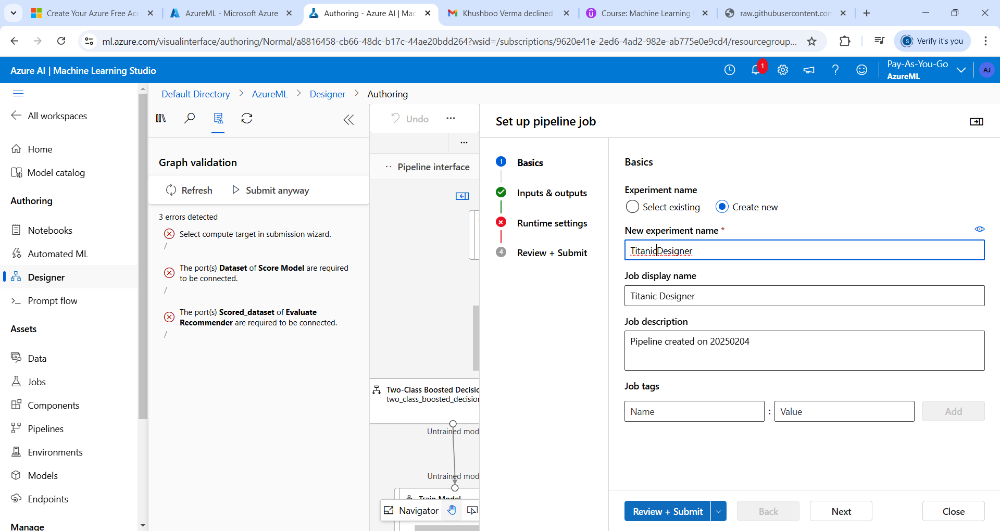 Create Your Azure Free Acc
AzureML - Microsoft Azure
Authoring - Azure AI | Mac
Khushboo Verma declined
Course: Machine Learning
raw.githubusercontent.con
ml.azure.com/visualinterface/authoring/Normal/a8816458-cb66-48dc-b17c-44ae20bdd264?wsid=/subscriptions/9620e41e-2ed6-4ad2-982e-ab775e0e9cd4/resourcegroup...
S
Verify it's you
Azure AI | Machine Learning Studio
1
Pay-As-You-Go
AzureML
AJ
Default Directory > AzureML > Designer > Authoring
All workspaces
Home
Model catalog
Authoring
Notebooks
Automated ML
Designer
Prompt flow
Assets
Data
Jobs
Components
Pipelines
Environments
Models
Endpoints
Manage
Graph validation
Refresh
Submit anyway
3 errors detected
Select compute target in submission wizard.
/
The port(s) Dataset of Score Model are required
to be connected.
/
The port(s) Scored_dataset of Evaluate
Recommender are required to be connected.
/
Undo
Pipeline interface
Two-Class Boosted Decisic
two_class_boosted_decision
Untrained mod
Untrained mod
Train Model
Navigator
Set up pipeline job
1 Basics
Inputs & outputs
Runtime settings
4 Review + Submit
Basics
Experiment name
Select existing
Create new
New experiment name *
TitanicDesigner
Job display name
Titanic Designer
Job description
Pipeline created on 20250204
Job tags
Name : Value
Add
Review + Submit
Back
Next
Close